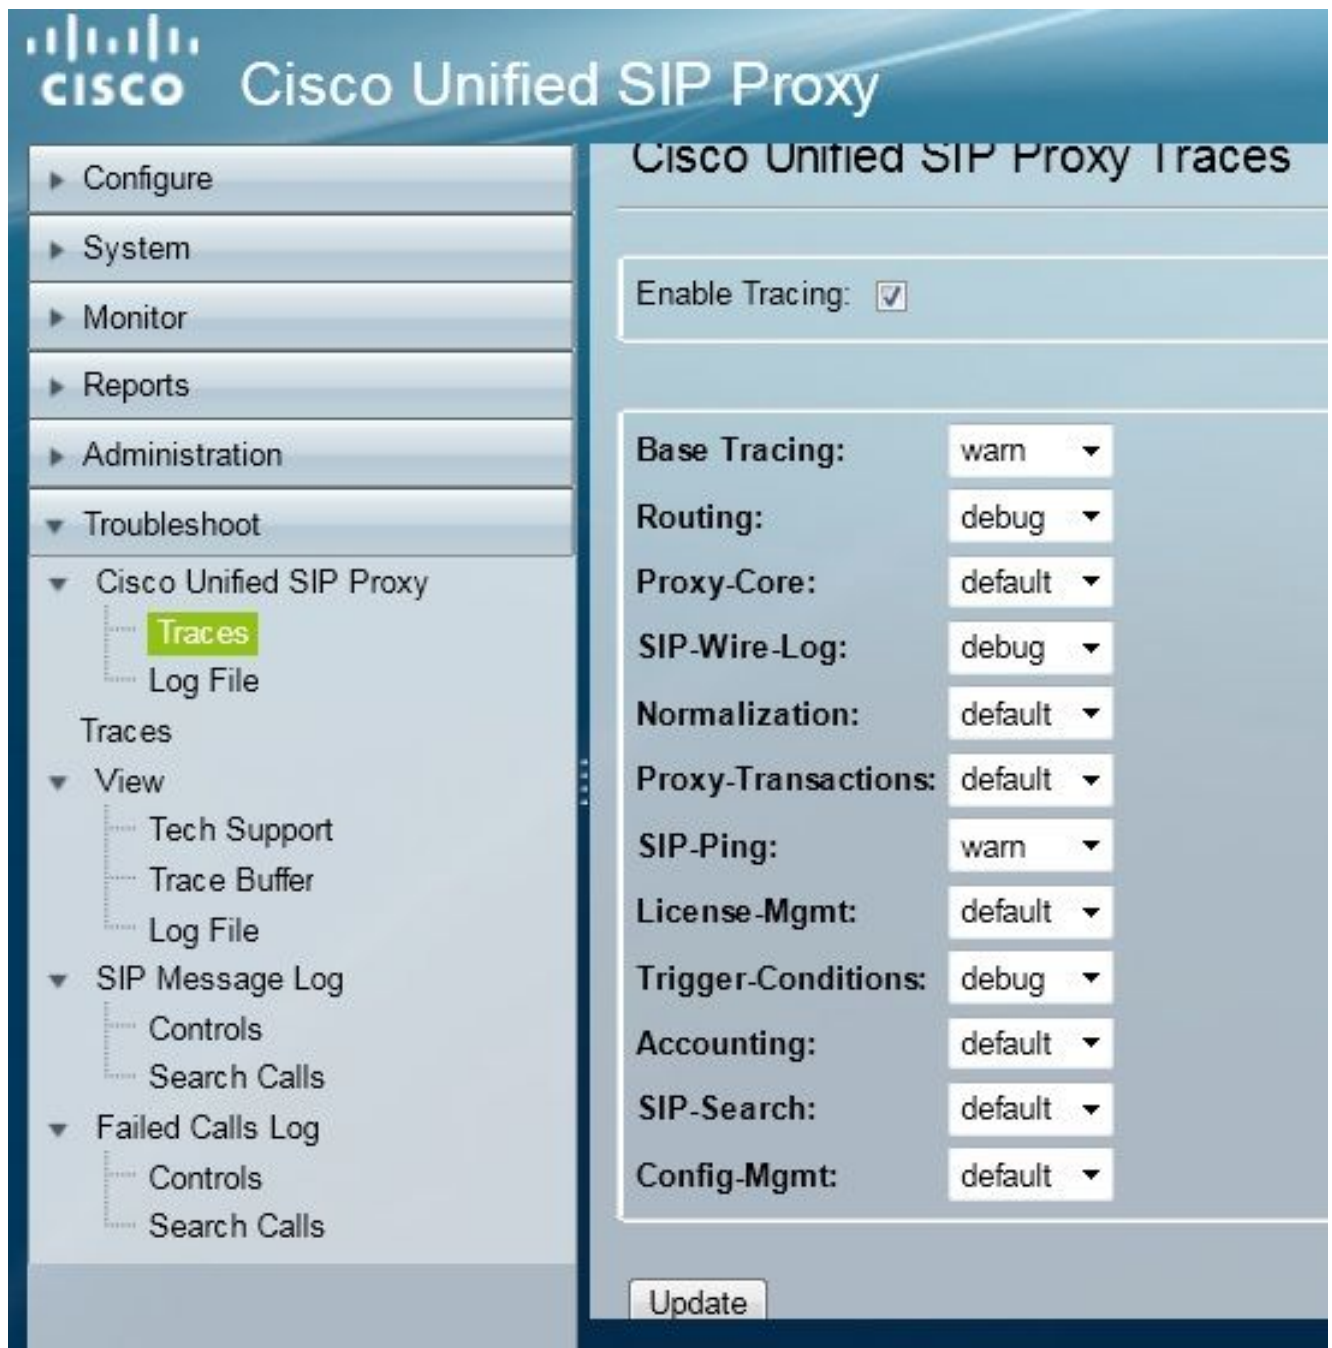 CISCO Cisco Unified SIP Proxy
Configure
System
Monitor
Reports
Administration
Troubleshoot
Cisco Unified SIP Proxy
Traces
Log File
Traces
View
Tech Support
Trace Buffer
Log File
SIP Message Log
Controls
Search Calls
Failed Calls Log
Controls
Search Calls
Cisco Unified SIP Proxy Traces
Enable Tracing:
Base Tracing: warn
Routing: debug
Proxy-Core: default
SIP-Wire-Log: debug
Normalization: default
Proxy-Transactions: default
SIP-Ping: warn
License-Mgmt: default
Trigger-Conditions: debug
Accounting: default
SIP-Search: default
Config-Mgmt: default
Update